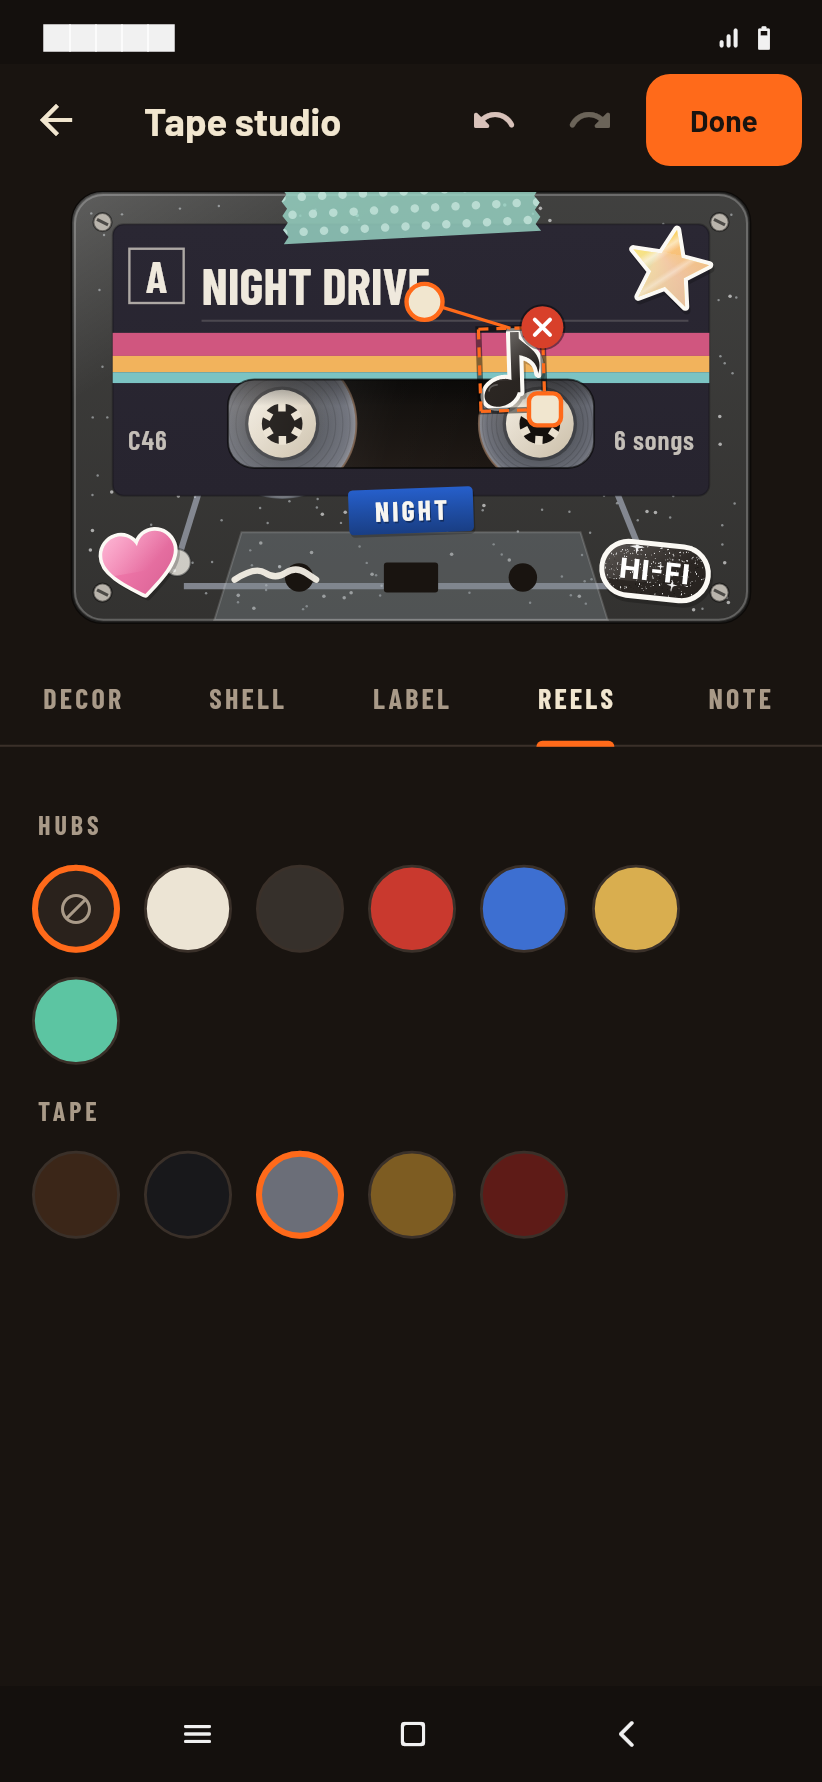 Tape studio
Done
A
NIGHT DRIVE
C46
6 songs
NIGHT
HI-FI
DECOR
SHELL
LABEL
REELS
NOTE
HUBS
TAPE